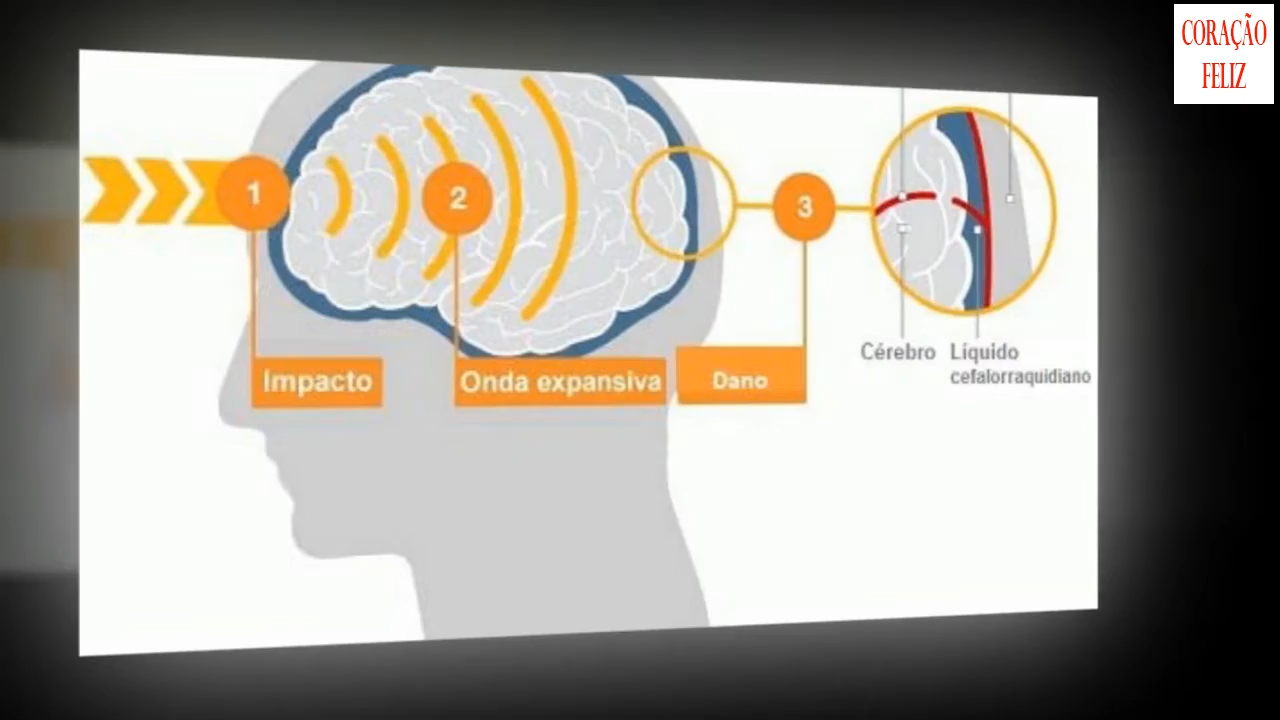 CORAÇÃO
FELIZ
1
2
3
Cérebro
Líquido
cefalorraquidiano
Impacto
Onda expansiva
Dano